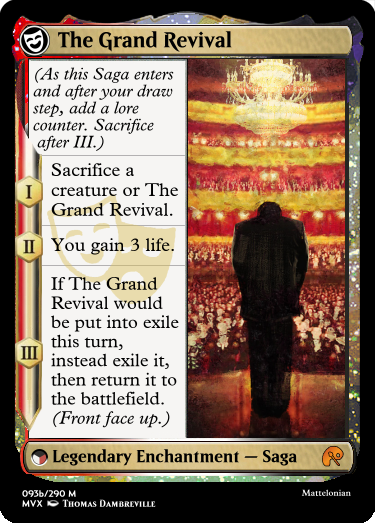 The Grand Revival
(As this Saga enters
and after your draw
step, add a lore
counter. Sacrifice
after III.)
I
Sacrifice a
creature or The
Grand Revival.
II
You gain 3 life.
III
If The Grand
Revival would
be put into exile
this turn,
instead exile it,
then return it to
the battlefield.
(Front face up.)
Legendary Enchantment — Saga
093b/290 M
MVX Thomas Dambreville
Mattelonian